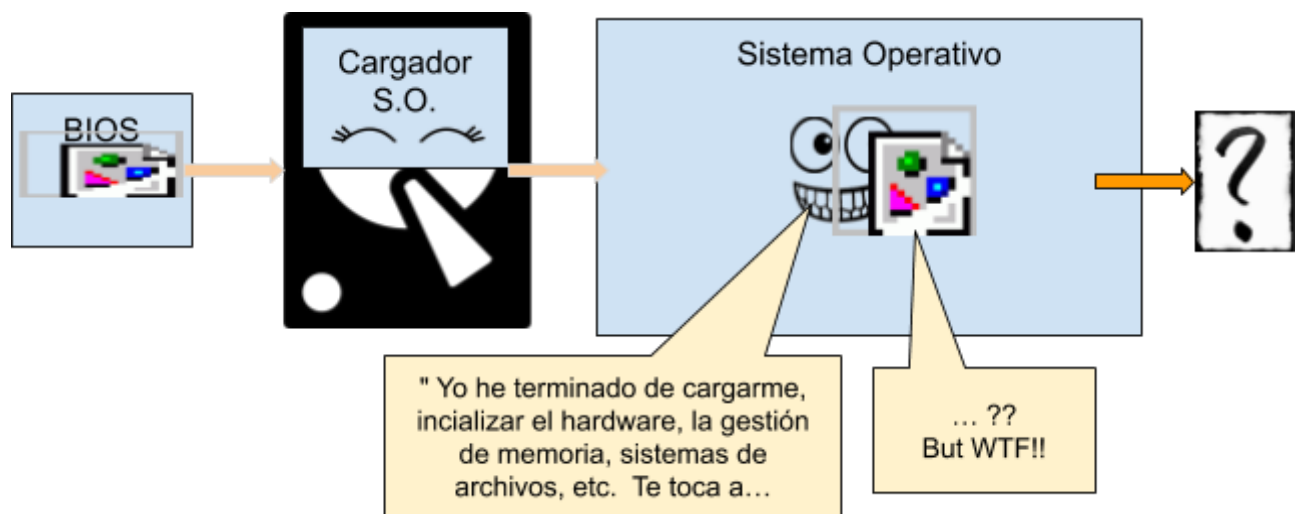 BIOS
Cargador
S.O.
Sistema Operativo
?
" Yo he terminado de cargarme,
incializar el hardware, la gestión
de memoria, sistemas de
archivos, etc.  Te toca a…
… ??
But WTF!!